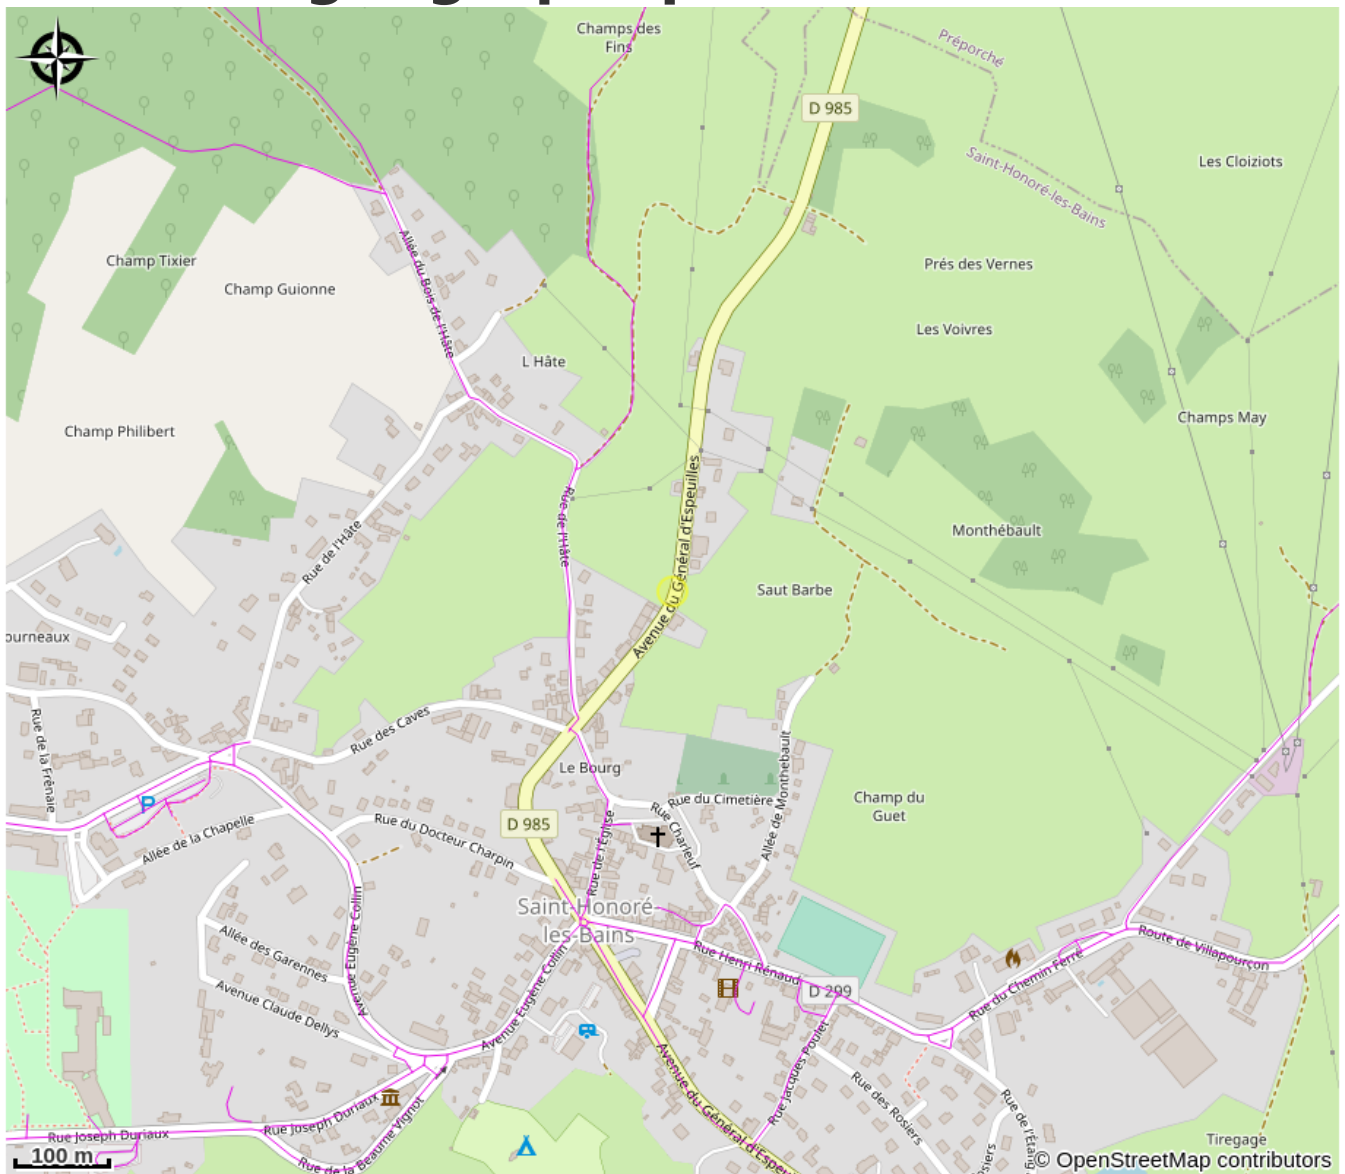 Champs des
Fins
Préporché
D 985
Les Cloiziots
Saint-Honoré-les-Bains
Champ Tixier
Champ Guionne
Allée du Bois de l'Hâte
Prés des Vernes
Les Voivres
L Hâte
Champs May
Champ Philibert
Avenue du Général d'Espeuilles
Rue de l'Hâte
Rue de l'Hâte
Monthébault
Saut Barbe
ourneaux
Rue de la Frênaie
Rue des Caves
Le Bourg
Allée de Monthebault
Rue du Cimetière
Champ du
Guet
P
D 985
Rue Charleuf
Rue de l'Église
Allée de la Chapelle
Rue du Docteur Charpin
Saint-Honoré
les-Bains
Avenue Eugène Collin
Allée des Garennes
Avenue Eugène Collin
Rue Henri Renaud
Route de Villapourçon
D 299
Rue du Chemin Ferré
Avenue Claude Dellys
Avenue du Général d'Esper
Rue Jacques Poulet
Rue des Rosiers
Rue de l'Étang
osiers
Rue Joseph Duriaux
Rue Joseph Duriaux
Rue de la Beaume Vignot
Tiregage
100 m
© OpenStreetMap contributors